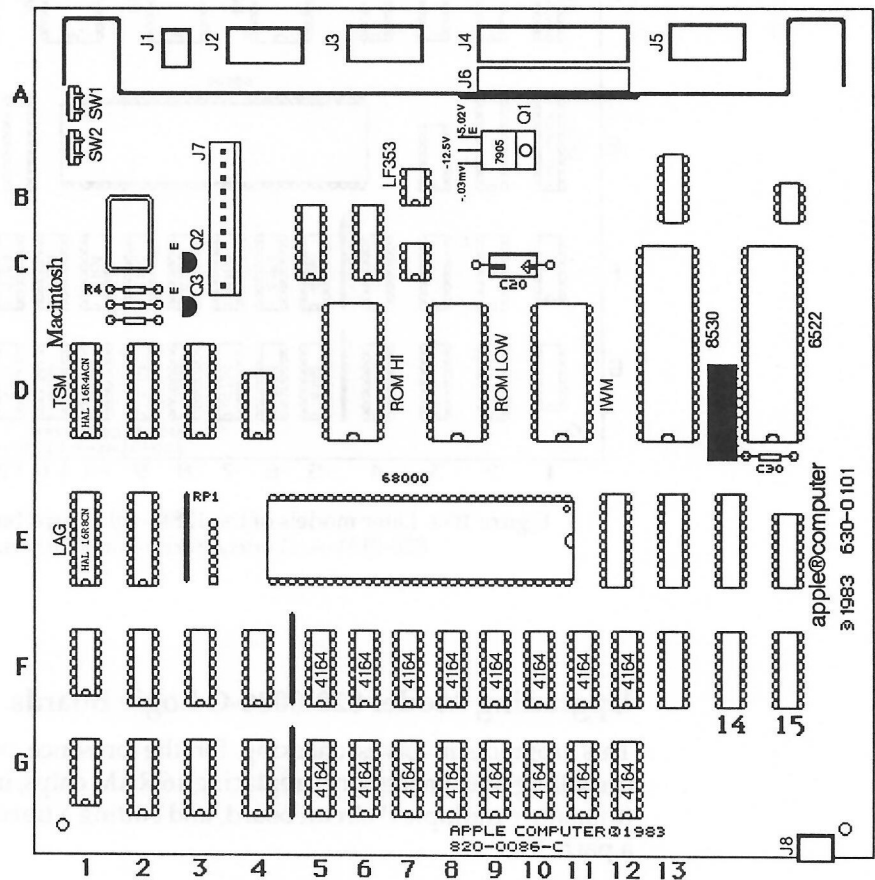 J1
J2
J3
J4
J5
J6
A
SW1
SW2
J7
-.03mv
-12.5V
5.02V
E
7905
Q1
LF353
B
E
Q2
C
C20
Macintosh
R4
E
Q3
8530
6522
D
TSM
HAL 16R4ACN
ROM HI
ROM LOW
IWM
C30
68000
E
LAG
HAL 16R8CN
RP1
apple®computer
©1983 630-0101
F
4164 4164 4164 4164 4164 4164 4164 4164
14 15
G
4164 4164 4164 4164 4164 4164 4164 4164
APPLE COMPUTER©1983
820-0086-C
J8
1 2 3 4 5 6 7 8 9 10 11 12 13